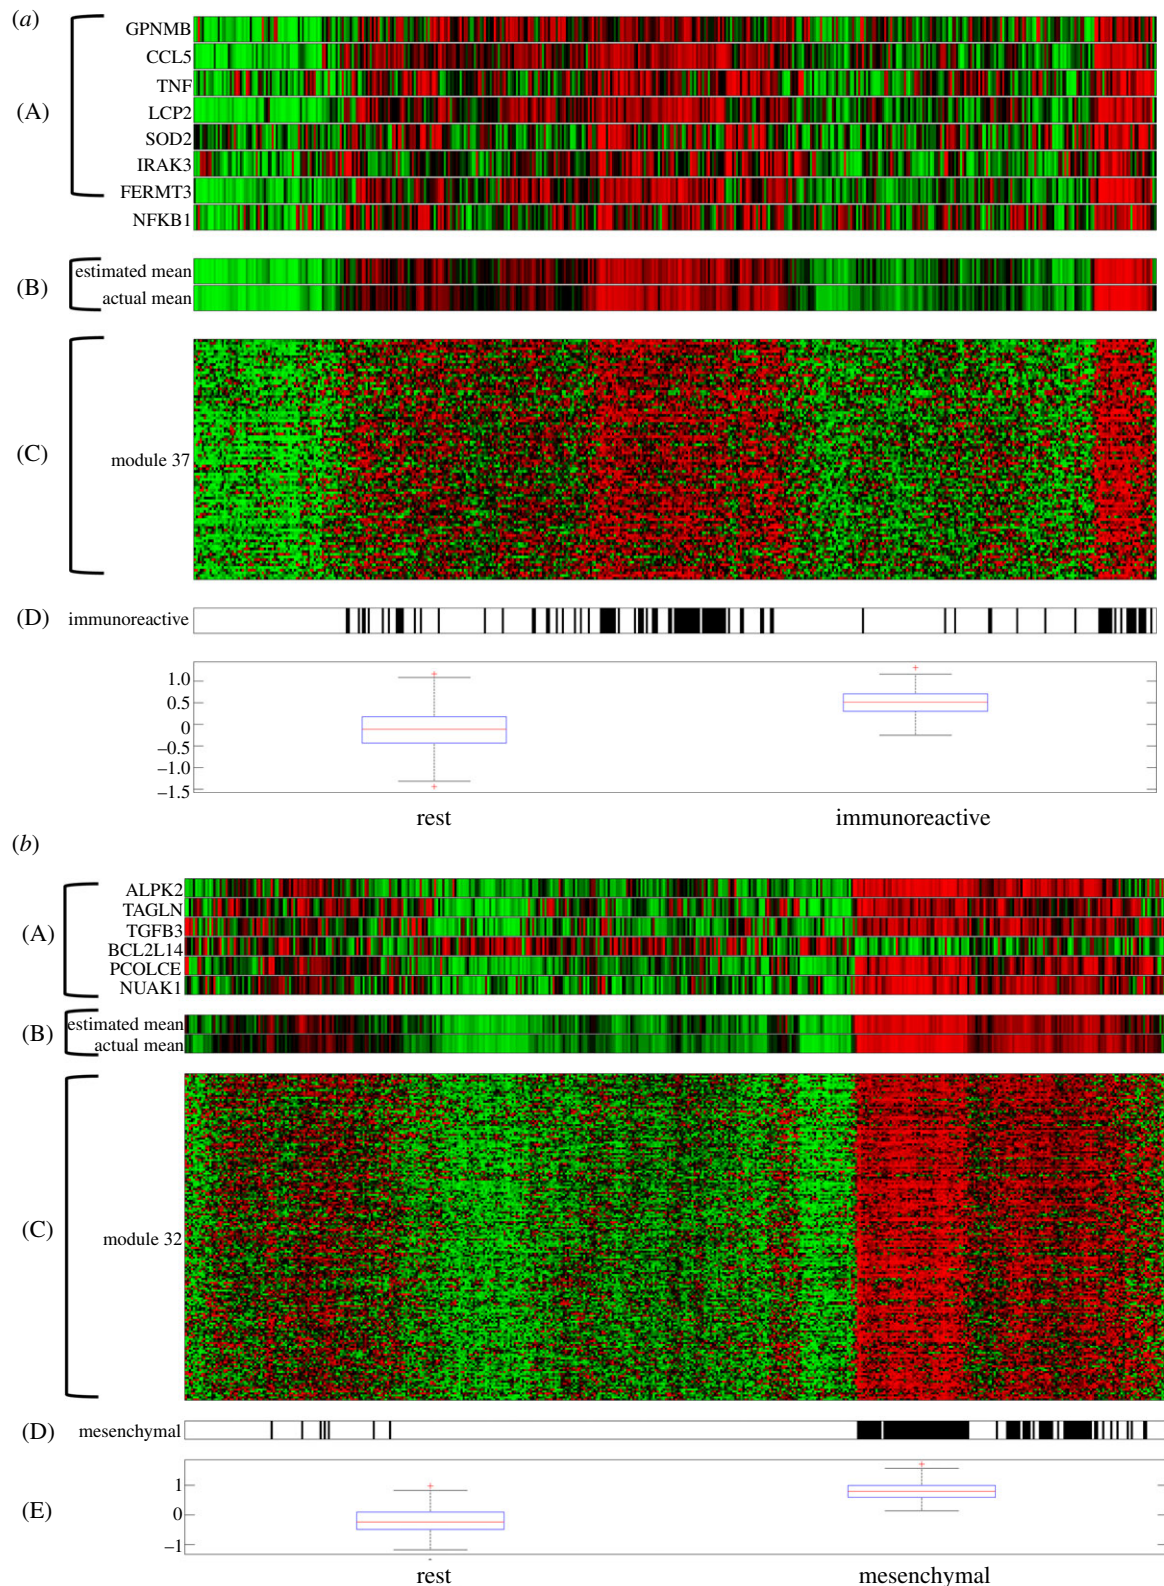 (a)
GPNMB
CCL5
TNF
(A)
LCP2
SOD2
IRAK3
FERMT3
NFKB1
estimated mean
(B)
actual mean
(C)
module 37
(D)
immunoreactive
1.0
0.5
0
−0.5
−1.0
−1.5
rest immunoreactive
(b)
ALPK2
TAGLN
(A)
TGFB3
BCL2L14
PCOLCE
NUAK1
estimated mean
(B)
actual mean
(C)
module 32
(D)
mesenchymal
1
(E)
0
−1
rest mesenchymal